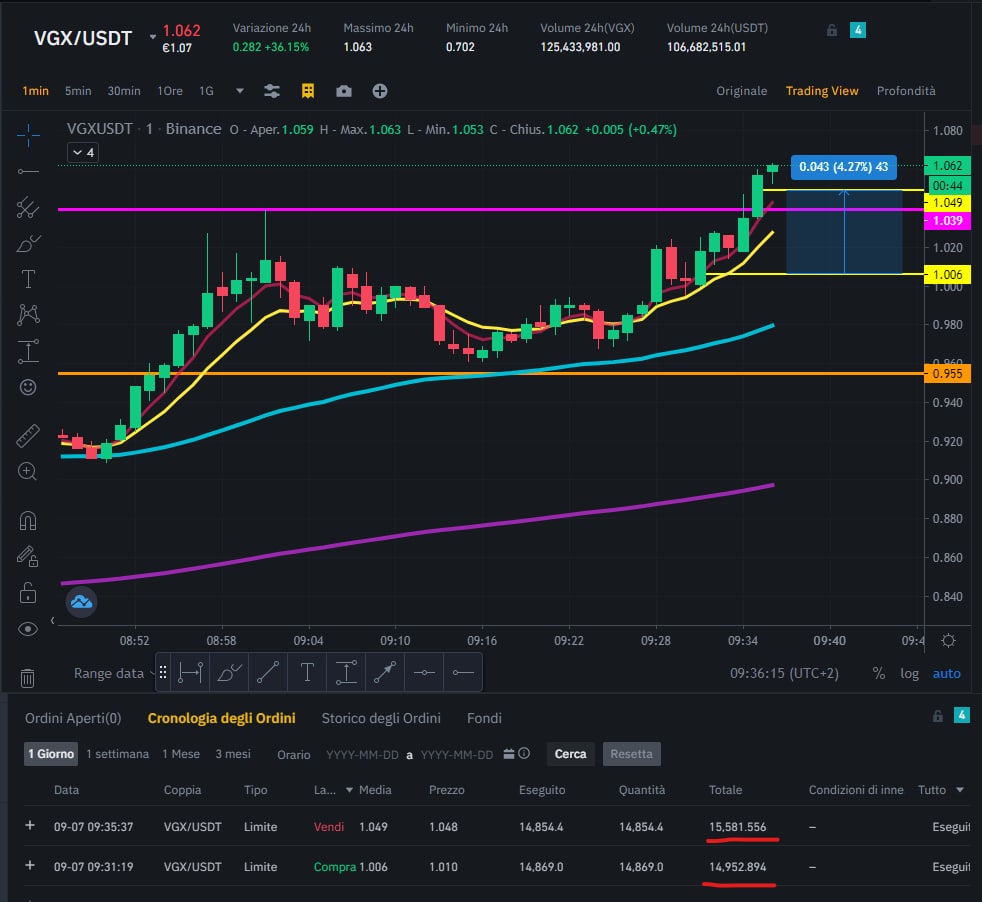 VGX/USDT 1.062 €1.07
Variazione 24h 0.282 +36.15%
Massimo 24h 1.063
Minimo 24h 0.702
Volume 24h(VGX) 125,433,981.00
Volume 24h(USDT) 106,682,515.01
4
1min 5min 30min 1Ore 1G
Originale Trading View Profondità
VGXUSDT · 1 · Binance O - Aper.1.059 H - Max.1.063 L - Min.1.053 C - Chius.1.062 +0.005 (+0.47%)
4
0.043 (4.27%) 43
1.080
1.062
00:44
1.049
1.039
1.020
1.006
1.000
0.980
0.960
0.955
0.940
0.920
0.900
0.880
0.860
0.840
08:52 08:58 09:04 09:10 09:16 09:22 09:28 09:34 09:40 09:4
Range data
T
09:36:15 (UTC+2) % log auto
Ordini Aperti(0) Cronologia degli Ordini Storico degli Ordini Fondi 4
1 Giorno 1 settimana 1 Mese 3 mesi Orario YYYY-MM-DD a YYYY-MM-DD Cerca Resetta
Data Coppia Tipo La... Media Prezzo Eseguito Quantità Totale Condizioni di inne Tutto
+ 09-07 09:35:37 VGX/USDT Limite Vendi 1.049 1.048 14,854.4 14,854.4 15,581.556 – Eseguit
+ 09-07 09:31:19 VGX/USDT Limite Compra 1.006 1.010 14,869.0 14,869.0 14,952.894 – Eseguit